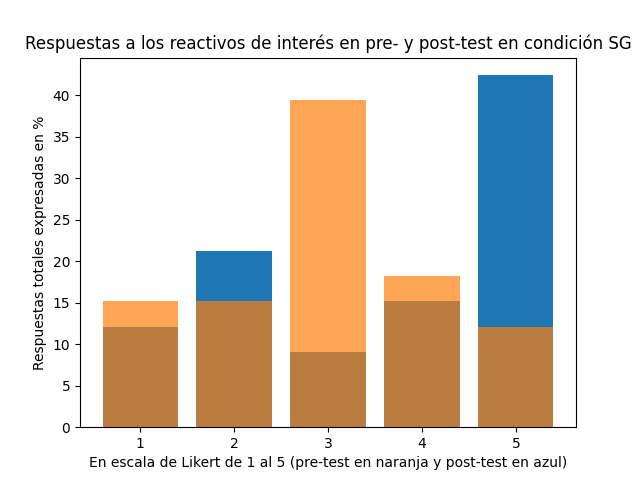 Respuestas a los reactivos de interés en pre- y post-test en condición SG
Respuestas totales expresadas en %
40
35
30
25
20
15
10
5
0
1 2 3 4 5
En escala de Likert de 1 al 5 (pre-test en naranja y post-test en azul)